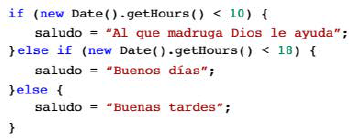 if (new Date().getHours() < 10) {
saludo = "Al que madruga Dios le ayuda";
}else if (new Date().getHours() < 18) {
saludo = "Buenos días";
}else {
saludo = "Buenas tardes";
}